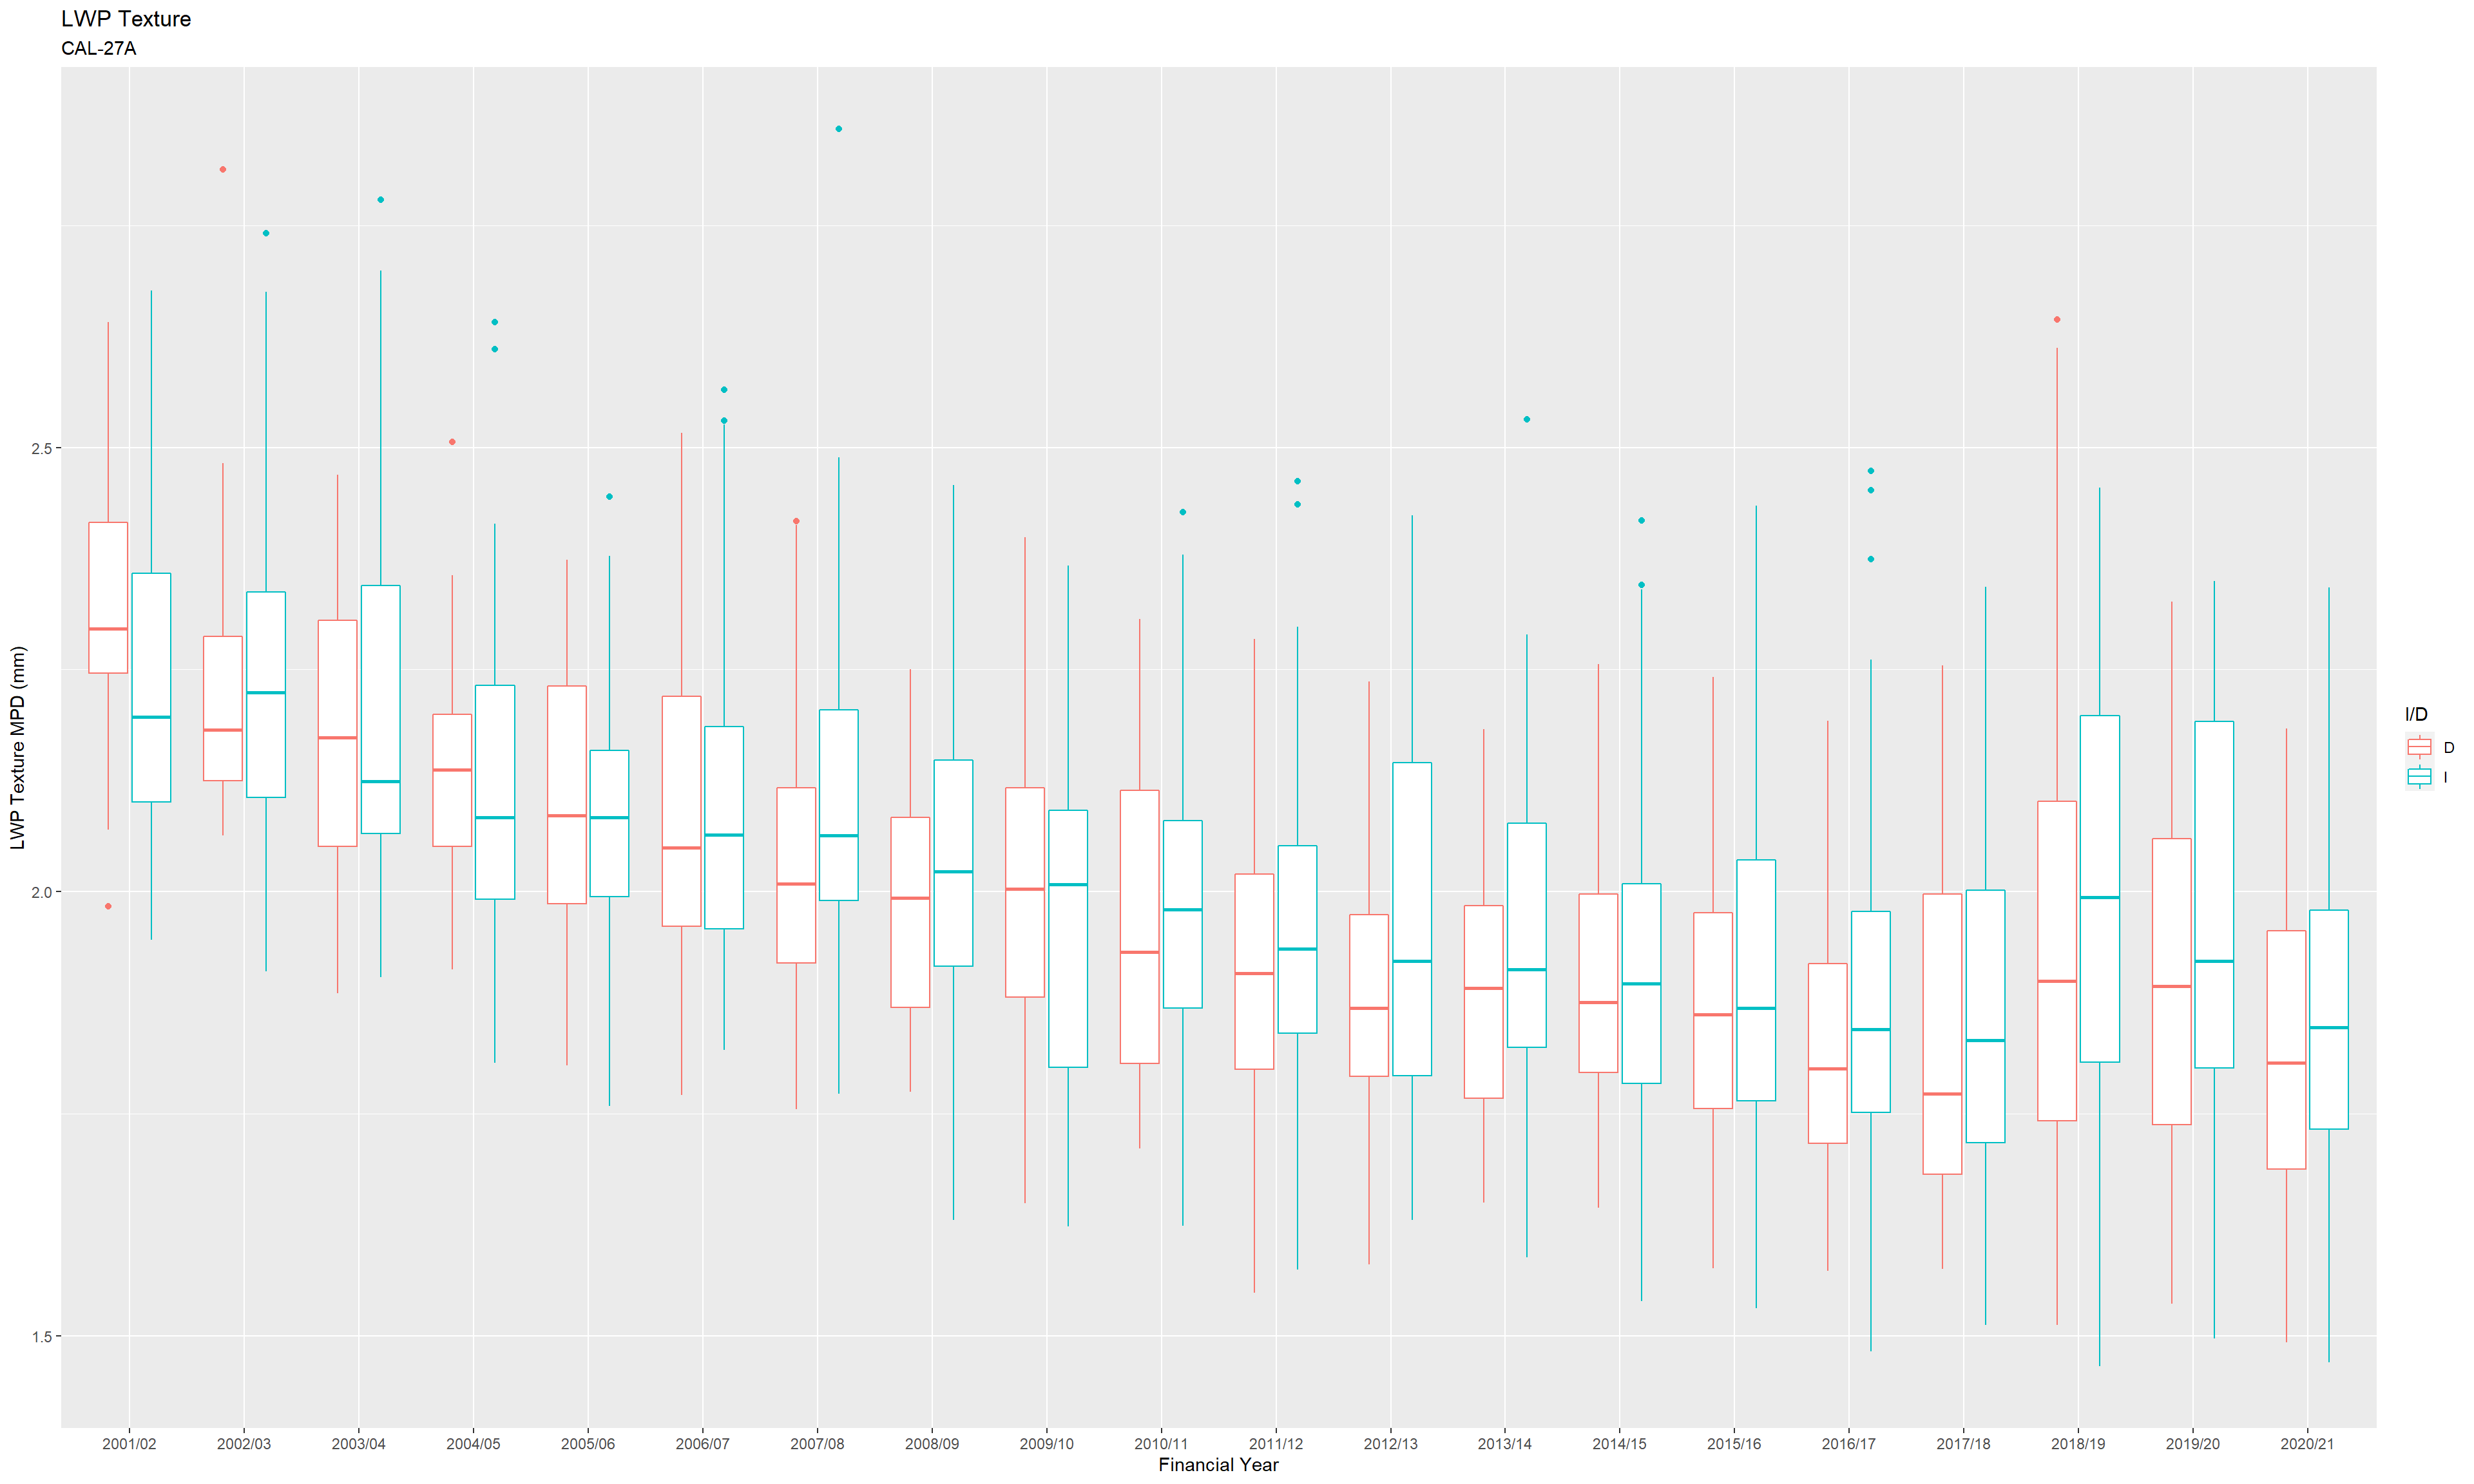 LWP Texture
CAL-27A
LWP Texture MPD (mm)
2.5
2.0
1.5
2001/02 2002/03 2003/04 2004/05 2005/06 2006/07 2007/08 2008/09 2009/10 2010/11 2011/12 2012/13 2013/14 2014/15 2015/16 2016/17 2017/18 2018/19 2019/20 2020/21
Financial Year
I/D
D
I